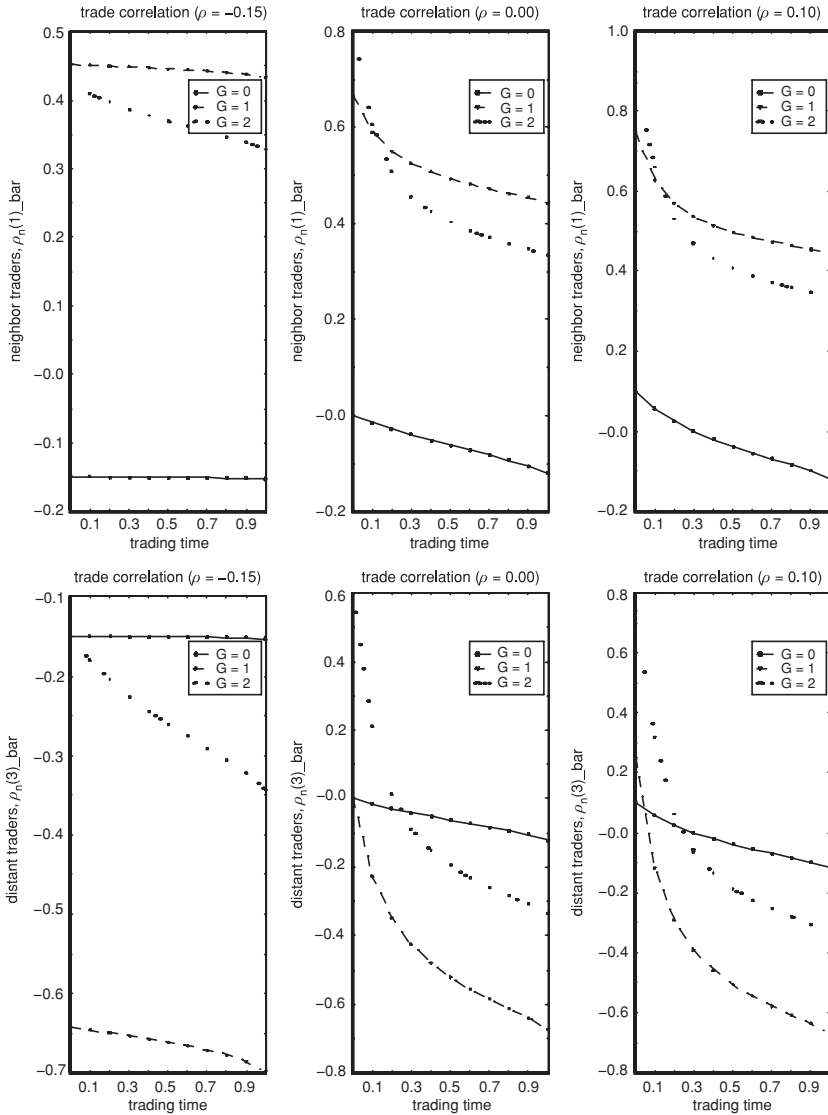 trade correlation (ρ = −0.15)
0.5
0.4
0.3
0.2
0.1
−0.0
−0.1
−0.2
neighbor traders, ρn(1)_bar
G = 0
G = 1
G = 2
0.1 0.3 0.5 0.7 0.9
trading time
trade correlation (ρ = 0.00)
0.8
0.6
0.4
0.2
−0.0
−0.2
neighbor traders, ρn(1)_bar
G = 0
G = 1
G = 2
0.1 0.3 0.5 0.7 0.9
trading time
trade correlation (ρ = 0.10)
1.0
0.8
0.6
0.4
0.2
−0.0
−0.2
neighbor traders, ρn(1)_bar
G = 0
G = 1
G = 2
0.1 0.3 0.5 0.7 0.9
trading time
trade correlation (ρ = −0.15)
−0.1
−0.2
−0.3
−0.4
−0.5
−0.6
−0.7
distant traders, ρn(3)_bar
G = 0
G = 1
G = 2
0.1 0.3 0.5 0.7 0.9
trading time
trade correlation (ρ = 0.00)
0.6
0.4
0.2
−0.0
−0.2
−0.4
−0.6
−0.8
distant traders, ρn(3)_bar
G = 0
G = 1
G = 2
0.1 0.3 0.5 0.7 0.9
trading time
trade correlation (ρ = 0.10)
0.8
0.6
0.4
0.2
−0.0
−0.2
−0.4
−0.6
−0.8
distant traders, ρn(3)_bar
G = 0
G = 1
G = 2
0.1 0.3 0.5 0.7 0.9
trading time